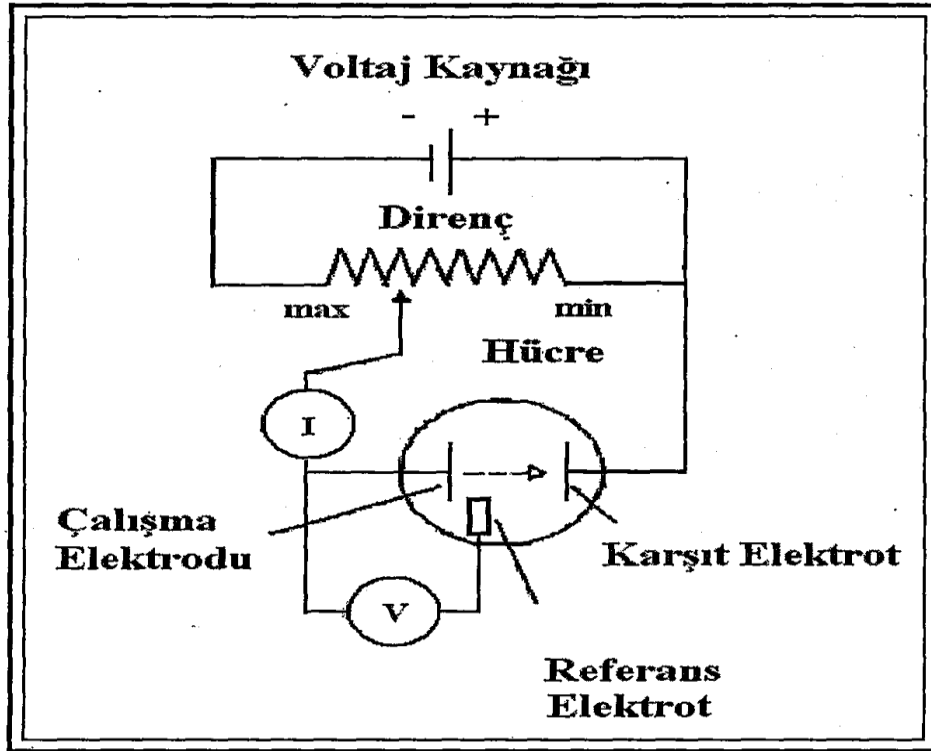 Voltaj Kaynağı
- +
Direnç
max min
Hücre
I
Çalışma
Elektrodu
Karşıt Elektrot
V
Referans
Elektrot